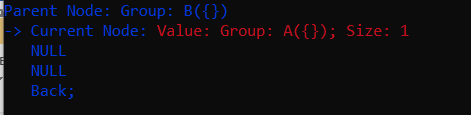 Parent Node: Group: B({})
-> Current Node: Value: Group: A({}); Size: 1
NULL
NULL
Back;